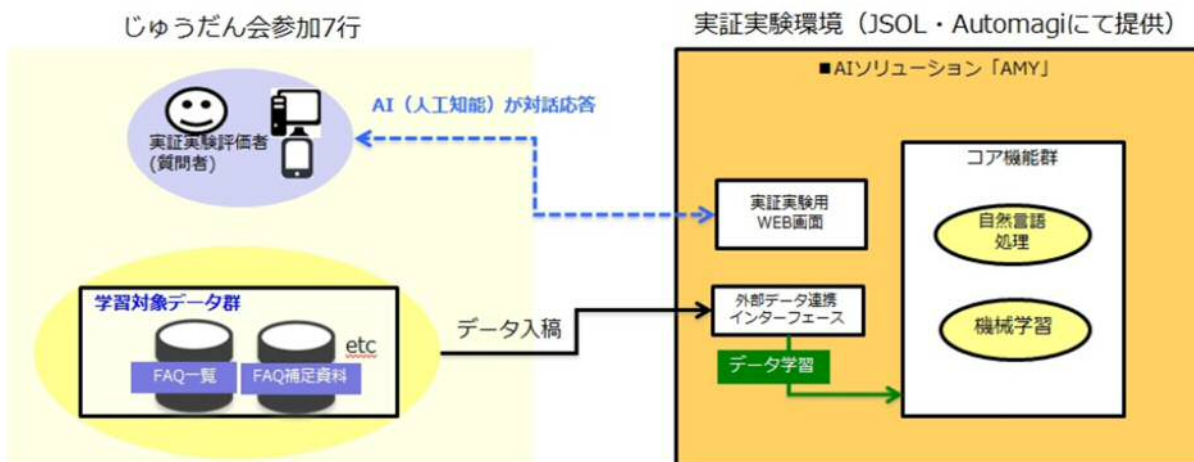 じゅうだん会参加7行
実証実験環境（JSOL・Automagiにて提供）
■AIソリューション「AMY」
AI（人工知能）が対話応答
実証実験評価者
(質問者)
コア機能群
実証実験用
WEB画面
自然言語
処理
学習対象データ群
外部データ連携
インターフェース
機械学習
データ入稿
etc
FAQ一覧
FAQ補足資料
データ学習